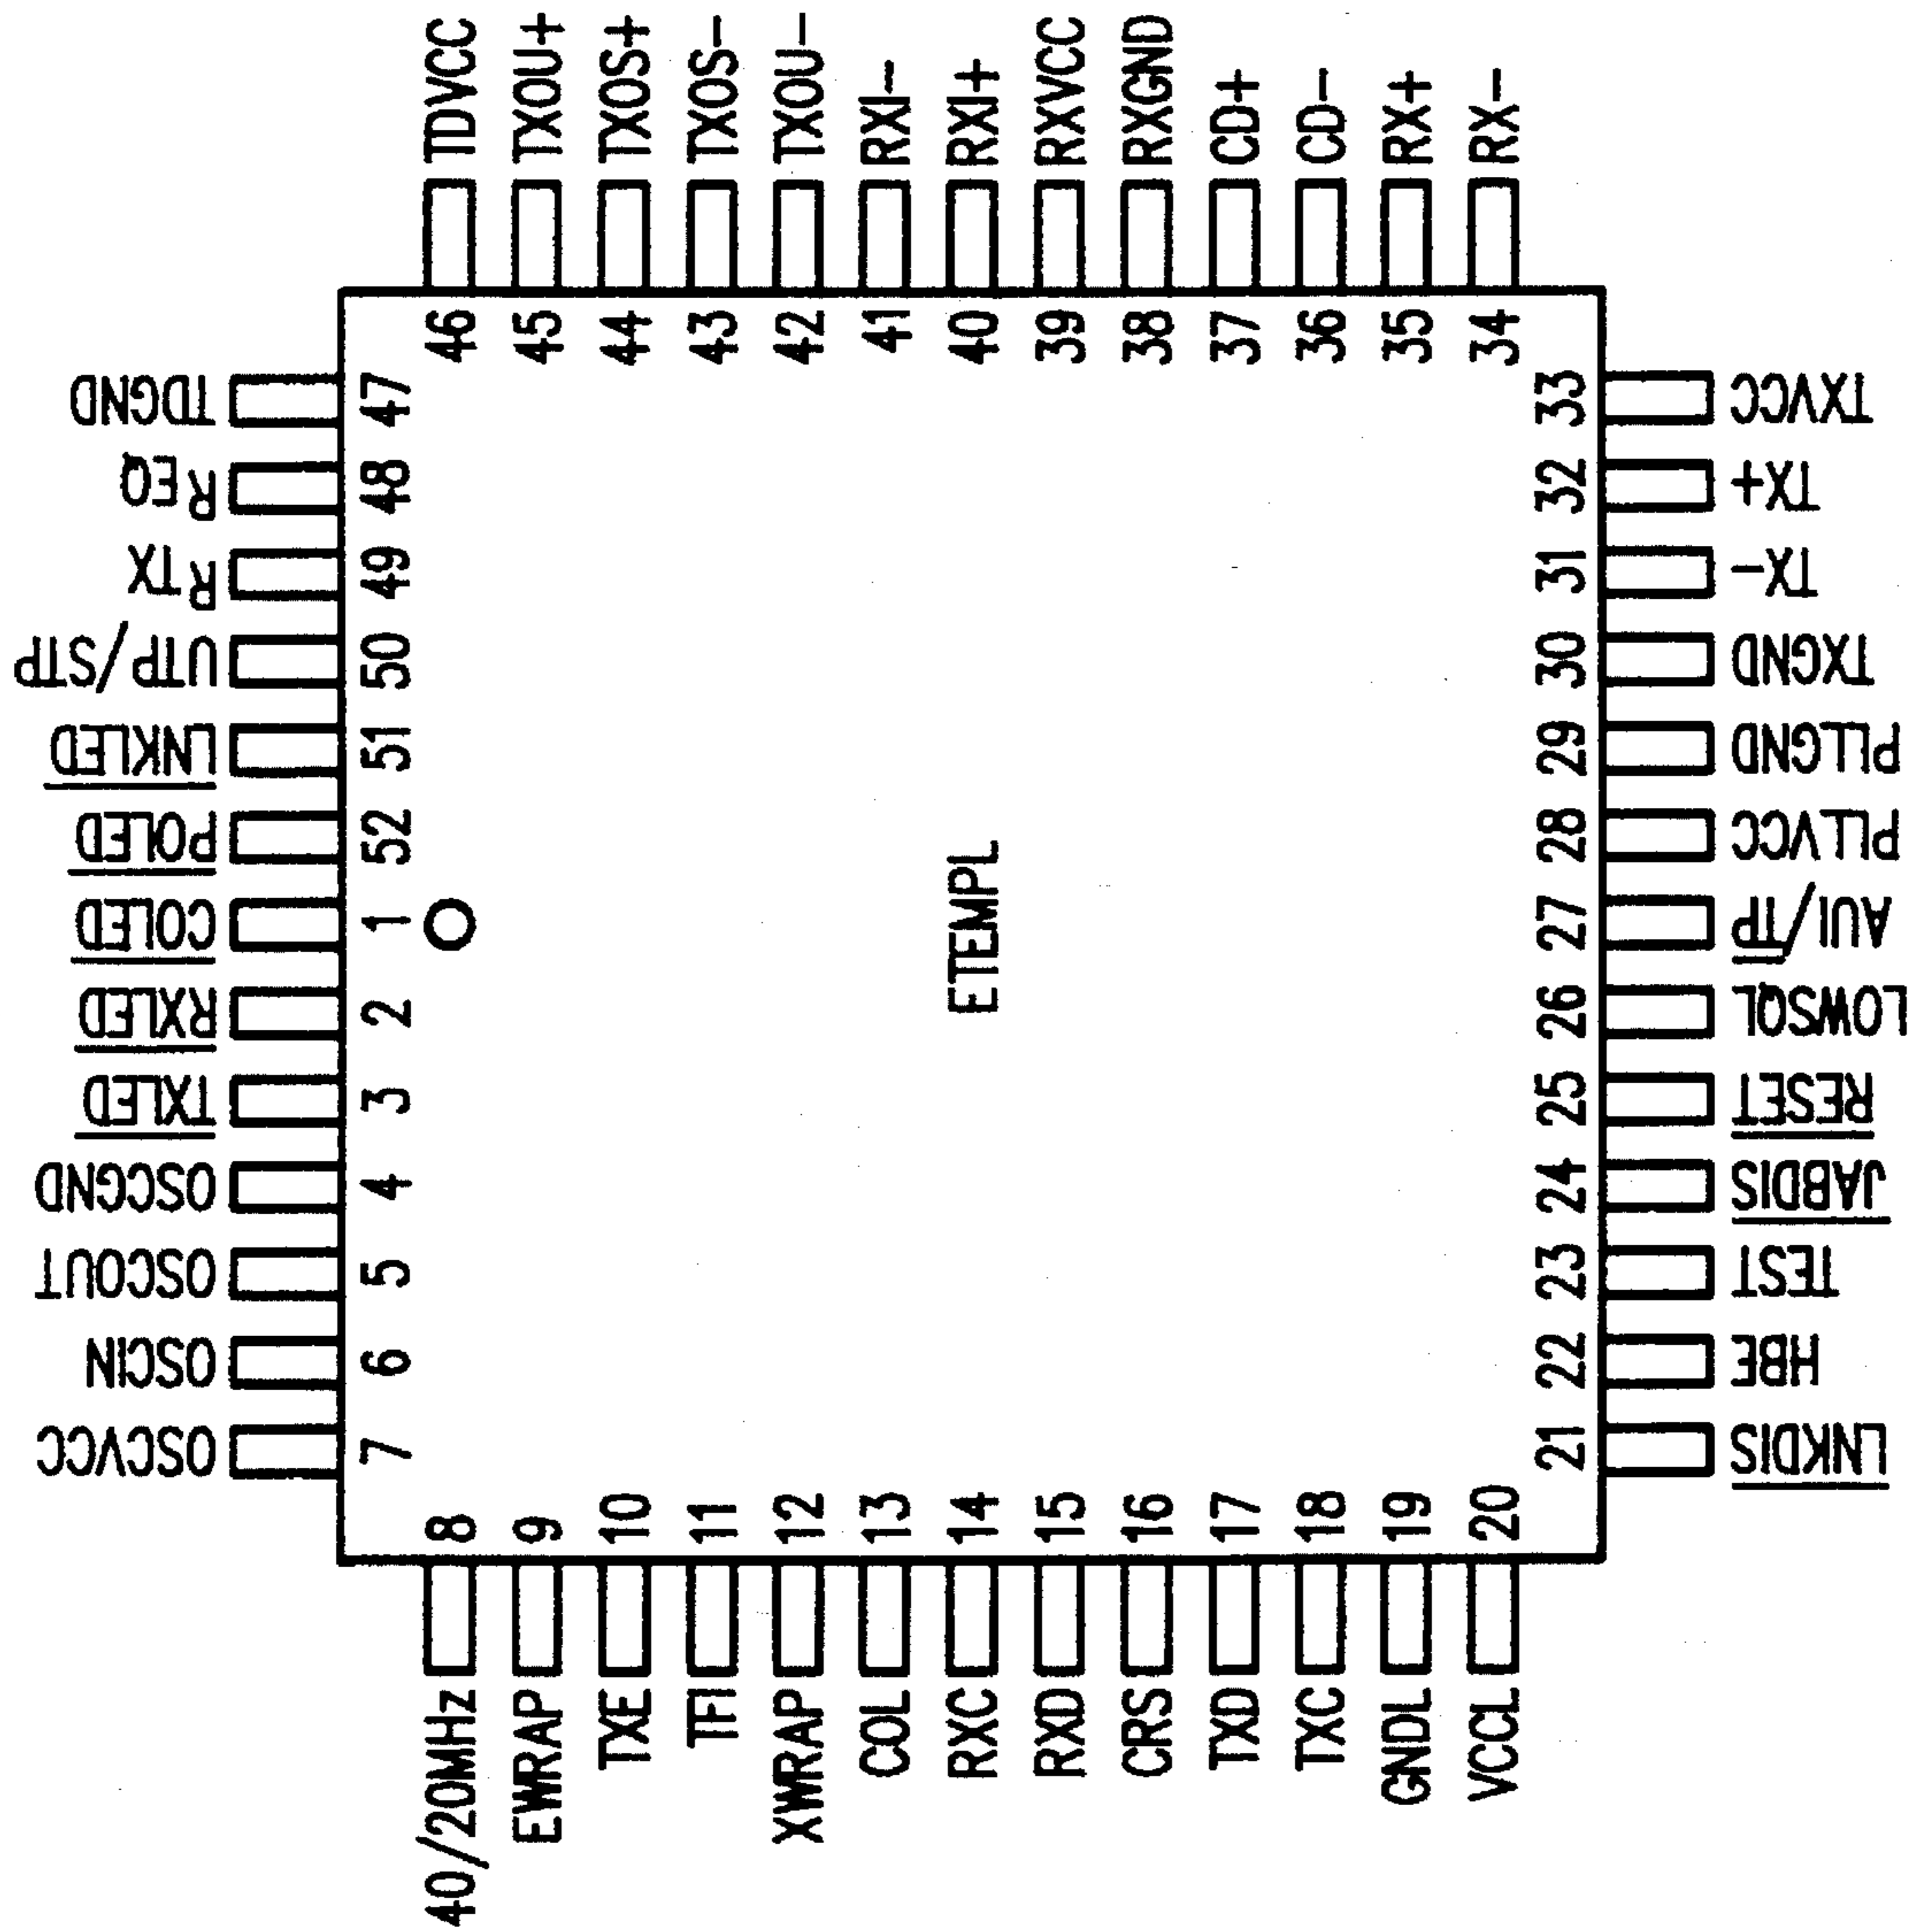 TDVCC
TXOU+
TXOS+
TXOS-
TXOU-
RXI-
RXI+
RXVCC
RXGND
CD+
CD-
RX+
RX-
46
45
44
43
42
41
40
39
38
37
36
35
34
TDGND 47
REQ 48
RTX 49
UTP/STP 50
LNKLED 51
POLED 52
COLED 1
RXLED 2
TXLED 3
OSCGND 4
OSCOUT 5
OSCIN 6
OSCVCC 7
ETEMPL
33 TXVCC
32 TX+
31 TX-
30 TXGND
29 PLLGND
28 PLLVCC
27 AUI/TP
26 LOWSQL
25 RESET
24 JABDIS
23 TEST
22 HBE
21 LNKDIS
8
9
10
11
12
13
14
15
16
17
18
19
20
40/20MHz
EWRAP
TXE
TFI
XWRAP
COL
RXC
RXD
CRS
TXD
TXC
GNDL
VCCL